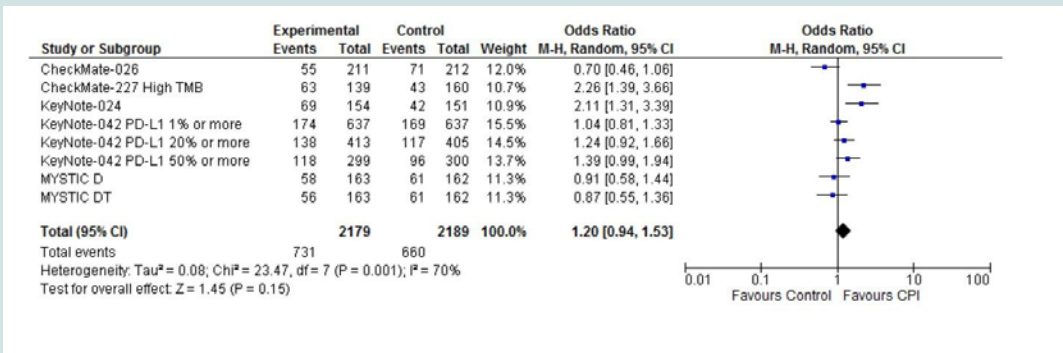 Experimental Control Odds Ratio Odds Ratio
Study or Subgroup Events Total Events Total Weight M-H, Random, 95% CI M-H, Random, 95% CI
CheckMate-026 55 211 71 212 12.0% 0.70 [0.46, 1.06]
CheckMate-227 High TMB 63 139 43 160 10.7% 2.26 [1.39, 3.66]
KeyNote-024 69 154 42 151 10.9% 2.11 [1.31, 3.39]
KeyNote-042 PD-L1 1% or more 174 637 169 637 15.5% 1.04 [0.81, 1.33]
KeyNote-042 PD-L1 20% or more 138 413 117 405 14.5% 1.24 [0.92, 1.66]
KeyNote-042 PD-L1 50% or more 118 299 96 300 13.7% 1.39 [0.99, 1.94]
MYSTIC D 58 163 61 162 11.3% 0.91 [0.58, 1.44]
MYSTIC DT 56 163 61 162 11.3% 0.87 [0.55, 1.36]
Total (95% CI) 2179 2189 100.0% 1.20 [0.94, 1.53]
Total events 731 660
Heterogeneity: Tau² = 0.08; Chi² = 23.47, df = 7 (P = 0.001); I² = 70%
Test for overall effect: Z = 1.45 (P = 0.15)
0.01 0.1 1 10 100
Favours Control Favours CPI